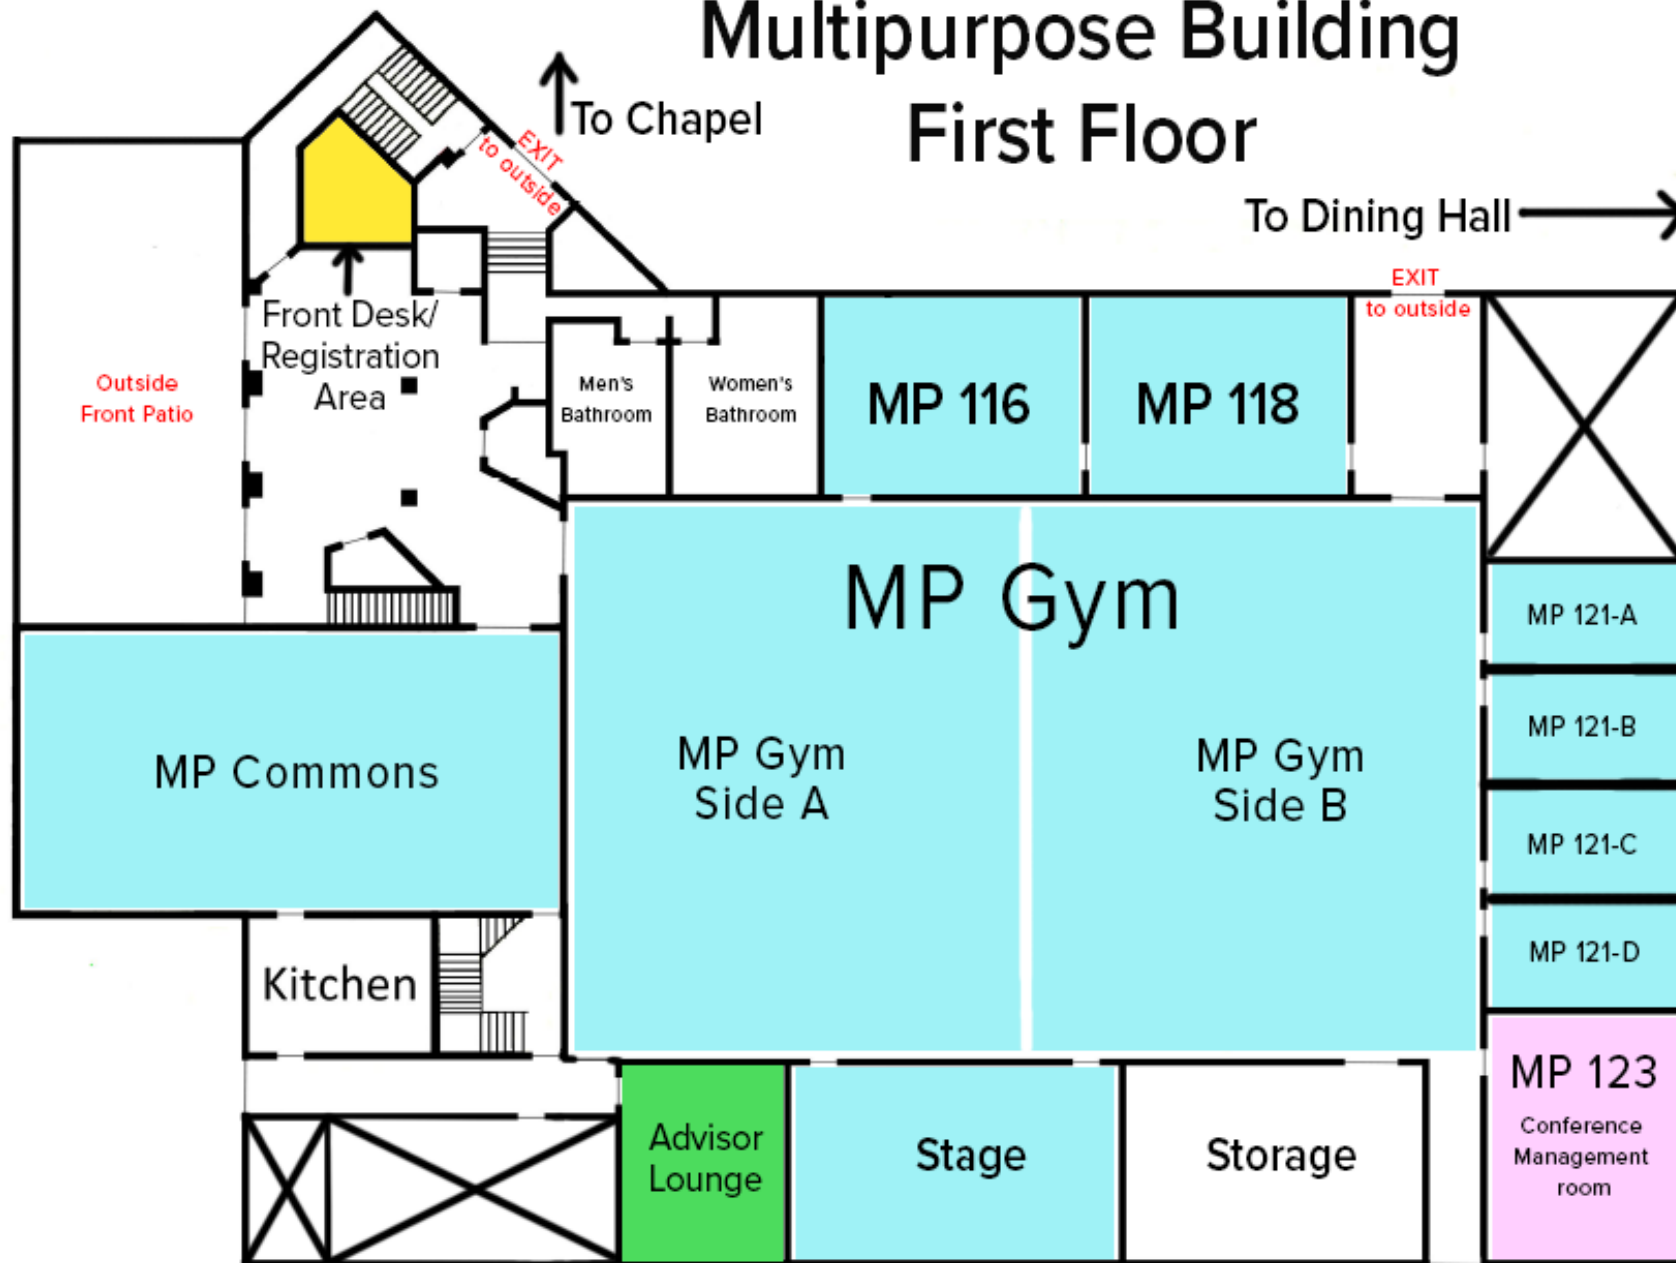 Multipurpose Building
First Floor
To Chapel
EXIT
to outside
To Dining Hall
EXIT
to outside
Front Desk/
Registration
Area
Outside
Front Patio
Men's
Bathroom
Women's
Bathroom
MP 116
MP 118
MP Gym
MP 121-A
MP 121-B
MP Commons
MP Gym
Side A
MP Gym
Side B
MP 121-C
MP 121-D
Kitchen
MP 123
Conference
Management
room
Advisor
Lounge
Stage
Storage